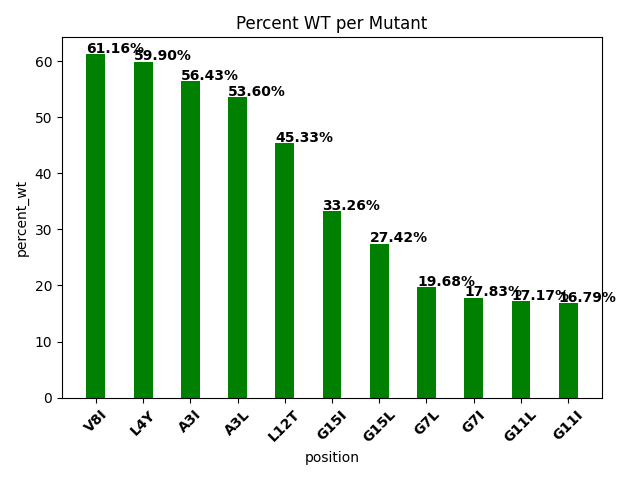 Percent WT per Mutant
percent_wt
60
50
40
30
20
10
0
61.16%
59.90%
56.43%
53.60%
45.33%
33.26%
27.42%
19.68%
17.83%
17.17%
16.79%
V8I
L4Y
A3I
A3L
L12T
G15I
G15L
G7L
G7I
G11L
G11I
position